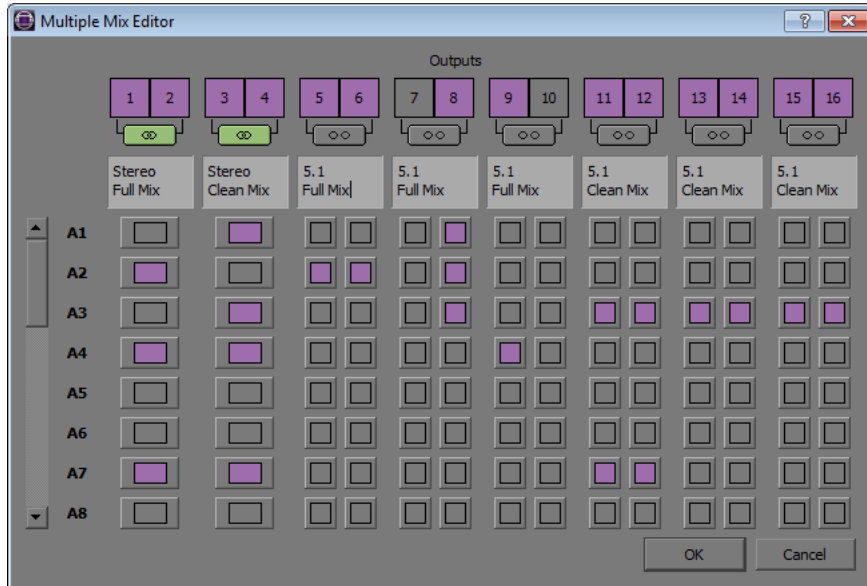 Multiple Mix Editor
?
Outputs
1 2 3 4 5 6 7 8 9 10 11 12 13 14 15 16
Stereo Stereo 5.1 5.1 5.1 5.1 5.1 5.1
Full Mix Clean Mix Full Mix Full Mix Full Mix Clean Mix Clean Mix Clean Mix
A1
A2
A3
A4
A5
A6
A7
A8
OK Cancel